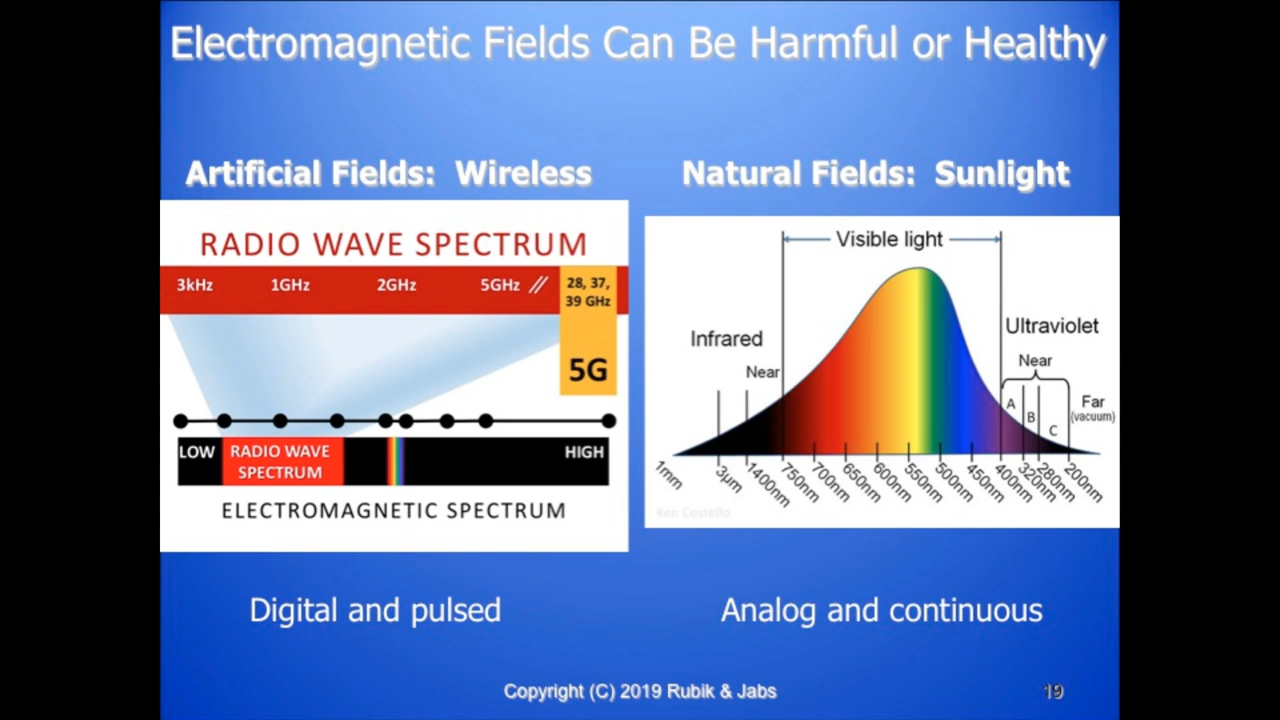 Electromagnetic Fields Can Be Harmful or Healthy
Artificial Fields: Wireless
RADIO WAVE SPECTRUM
3kHz 1GHz 2GHz 5GHz // 28, 37,
39 GHz
5G
LOW RADIO WAVE HIGH
SPECTRUM
ELECTROMAGNETIC SPECTRUM
Digital and pulsed
Natural Fields: Sunlight
Visible light
Infrared
Ultraviolet
Near
Near
A
B
C
Far
(vacuum)
1mm 3µm 1400nm 750nm 700nm 650nm 600nm 550nm 500nm 450nm 400nm 320nm 280nm 200nm
Ken Costello
Analog and continuous
Copyright (C) 2019 Rubik & Jabs
19